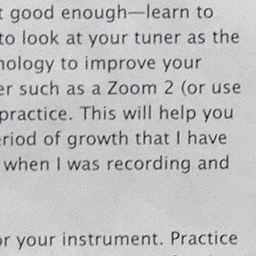 good enough—learn to
to look at your tuner as the
nology to improve your
er such as a Zoom 2 (or use
practice. This will help you
eriod of growth that I have
when I was recording and
or your instrument. Practice